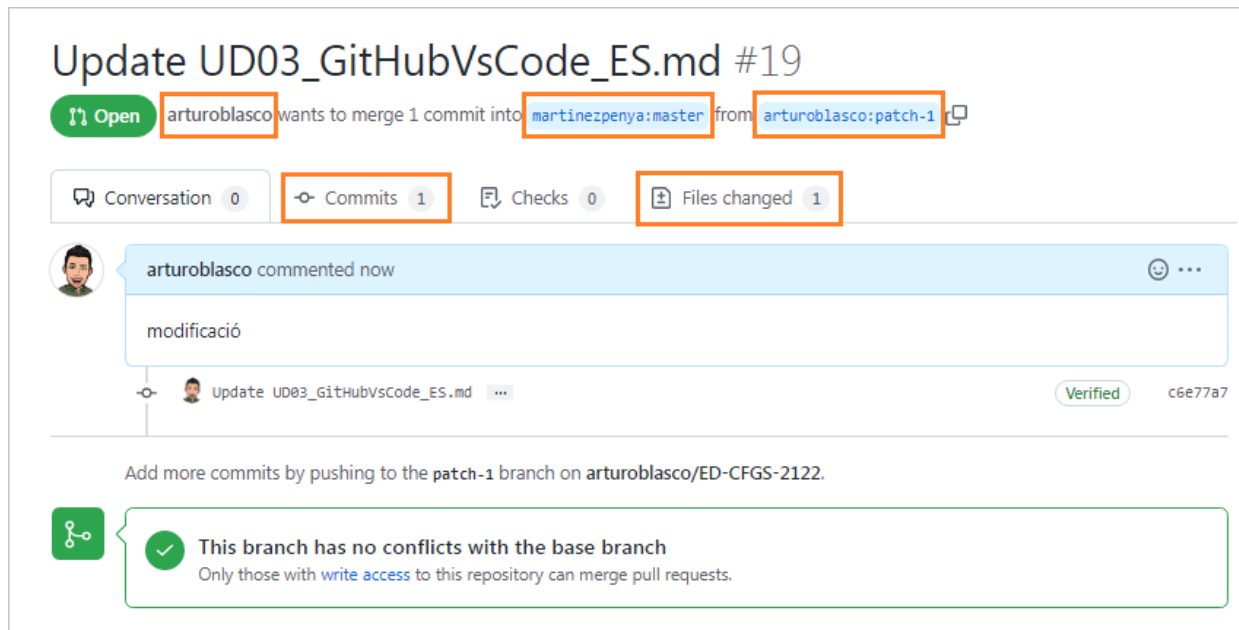 Update UD03_GitHubVsCode_ES.md #19
Open arturoblasco wants to merge 1 commit into martinezpenya:master from arturoblasco:patch-1
Conversation 0 Commits 1 Checks 0 Files changed 1
arturoblasco commented now
modificació
Update UD03_GitHubVsCode_ES.md ... Verified c6e77a7
Add more commits by pushing to the patch-1 branch on arturoblasco/ED-CFGS-2122.
This branch has no conflicts with the base branch
Only those with write access to this repository can merge pull requests.